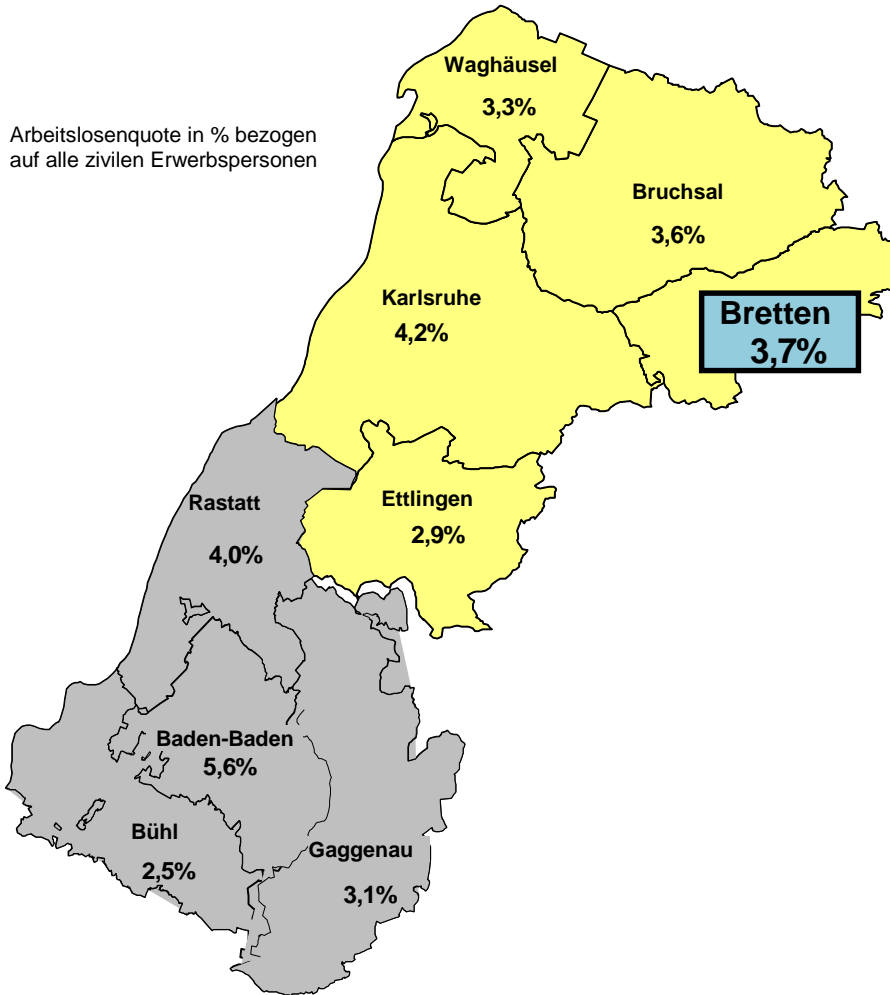 Waghäusel
3,3%
Arbeitslosenquote in % bezogen
auf alle zivilen Erwerbspersonen
Bruchsal
3,6%
Karlsruhe
4,2%
Bretten
3,7%
Rastatt
4,0%
Ettlingen
2,9%
Baden-Baden
5,6%
Bühl
2,5%
Gaggenau
3,1%